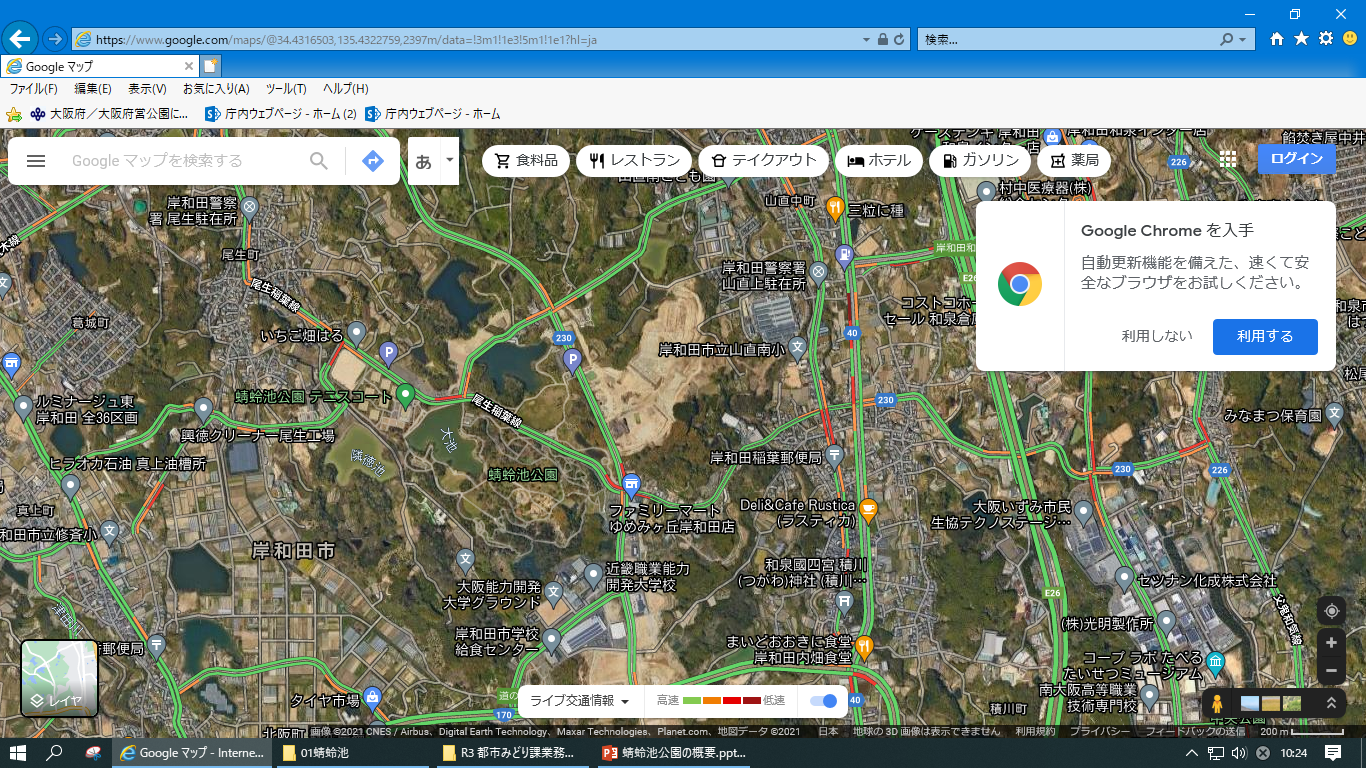 https://www.google.com/maps/@34.4316503,135.4322759,2397m/data=!3m1!1e3!5m1!1e1?hl=ja
検索...
Google マップ
ファイル(F) 編集(E) 表示(V) お気に入り(A) ツール(T) ヘルプ(H)
大阪府／大阪府営公園に...
庁内ウェブページ - ホーム (2)
庁内ウェブページ - ホーム
Google マップを検索する
あ
食料品
レストラン
テイクアウト
ホテル
ガソリン
薬局
226
ログイン
村中医療器(株)
岸和田警察
署 尾生駐在所
山直中町
三粒に種
尾生町
尾生稲葉線
岸和田警察署
山直上駐在所
E26
コストコホー
セール 和泉倉庫
Google Chrome を入手
自動更新機能を備えた、速くて安
全なブラウザをお試しください。
利用しない
利用する
葛城町
いちご畑はる
230
40
岸和田市立山直南小
ルミナージュ東
岸和田 全36区画
蜻蛉池公園 テニスコート
尾生稲葉線
230
みなまつ保育園
興徳クリーナー尾生工場
大池
蜻蛉池公園
岸和田稲葉郵便局
230
226
ヒラオカ石油 真上油槽所
真上町
和田市立修斉小
ファミリーマート
ゆめみヶ丘岸和田店
Deli&Cafe Rustica
(ラスティカ)
大阪いずみ市民
生協テクノステージ…
岸和田市
大阪能力開発
大学グラウンド
近畿職業能力
開発大学校
和泉國四宮 積川
(つがわ)神社 (積川…
E26
セツナン化成株式会社
父鬼和気線
(株)光明製作所
岸和田市学校
給食センター
まいどおおきに食堂
岸和田内畑食堂
コープ ラボ たべる
たいせつミュージアム
郵便局
レイヤ
タイヤ市場
170
40
南大阪高等職業
技術専門校
積川町
ライブ交通情報
高速
低速
画像 ©2021 CNES / Airbus、Digital Earth Technology、Maxar Technologies、Planet.com、地図データ ©2021
日本
地球の 3D 画像は表示できません
利用規約
プライバシー
フィードバックの送信
200 m
Google マップ - Interne...
01蜻蛉池
R3 都市みどり課業務...
蜻蛉池公園の概要.ppt...
10:24